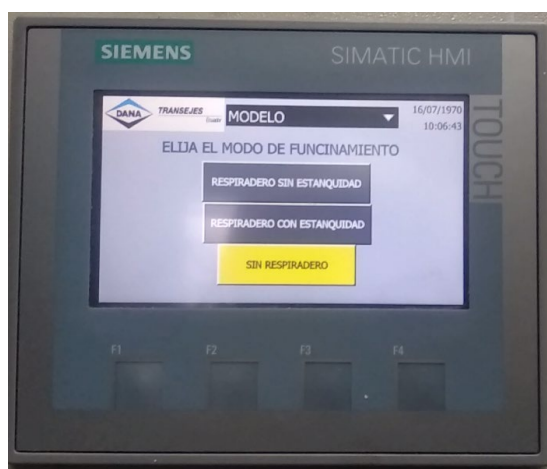 SIEMENS
SIMATIC HMI
TOUCH
DANA
TRANSEJES
MODELO
16/07/1970
10:06:43
ELIJA EL MODO DE FUNCINAMIENTO
RESPIRADERO SIN ESTANQUIDAD
RESPIRADERO CON ESTANQUIDAD
SIN RESPIRADERO
F1 F2 F3 F4